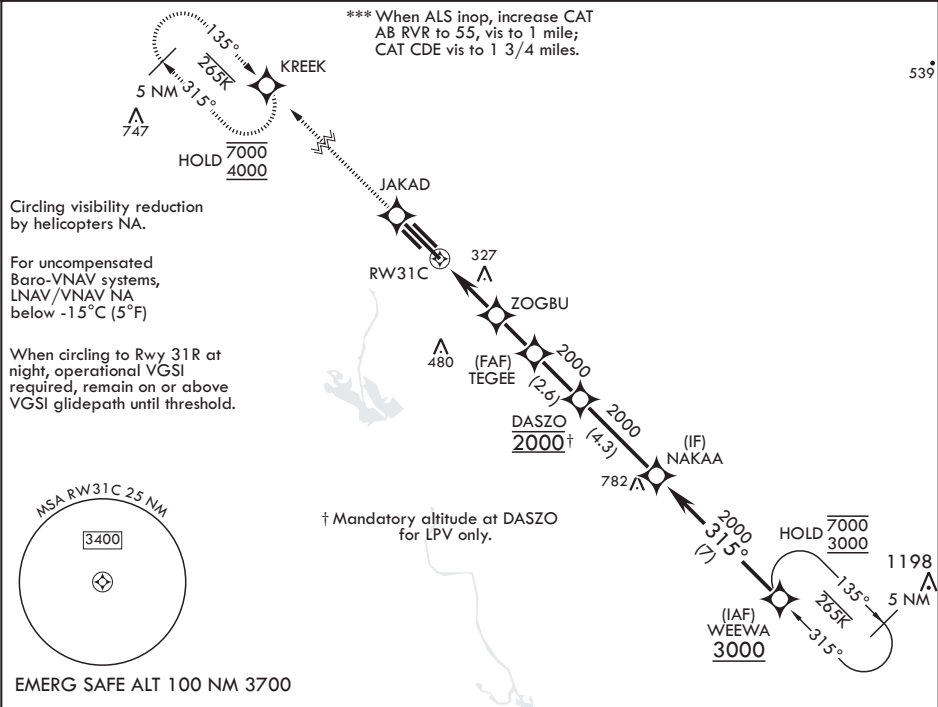 *** When ALS inop, increase CAT
AB RVR to 55, vis to 1 mile;
CAT CDE vis to 1 3/4 miles.
135°
265K
315°
5 NM
KREEK
747
HOLD 7000
4000
539
JAKAD
RW31C
327
ZOGBU
480
(FAF)
TEGEE
2000
(2.6)
DASZO
2000†
2000
(4.3)
(IF)
NAKAA
782
2000
315°
(7)
HOLD 7000
3000
1198
135°
265K
315°
5 NM
(IAF)
WEEWA
3000
Circling visibility reduction
by helicopters NA.
For uncompensated
Baro-VNAV systems,
LNAV/VNAV NA
below -15°C (5°F)
When circling to Rwy 31R at
night, operational VGSI
required, remain on or above
VGSI glidepath until threshold.
† Mandatory altitude at DASZO
for LPV only.
MSA RW31C 25 NM
3400
EMERG SAFE ALT 100 NM 3700